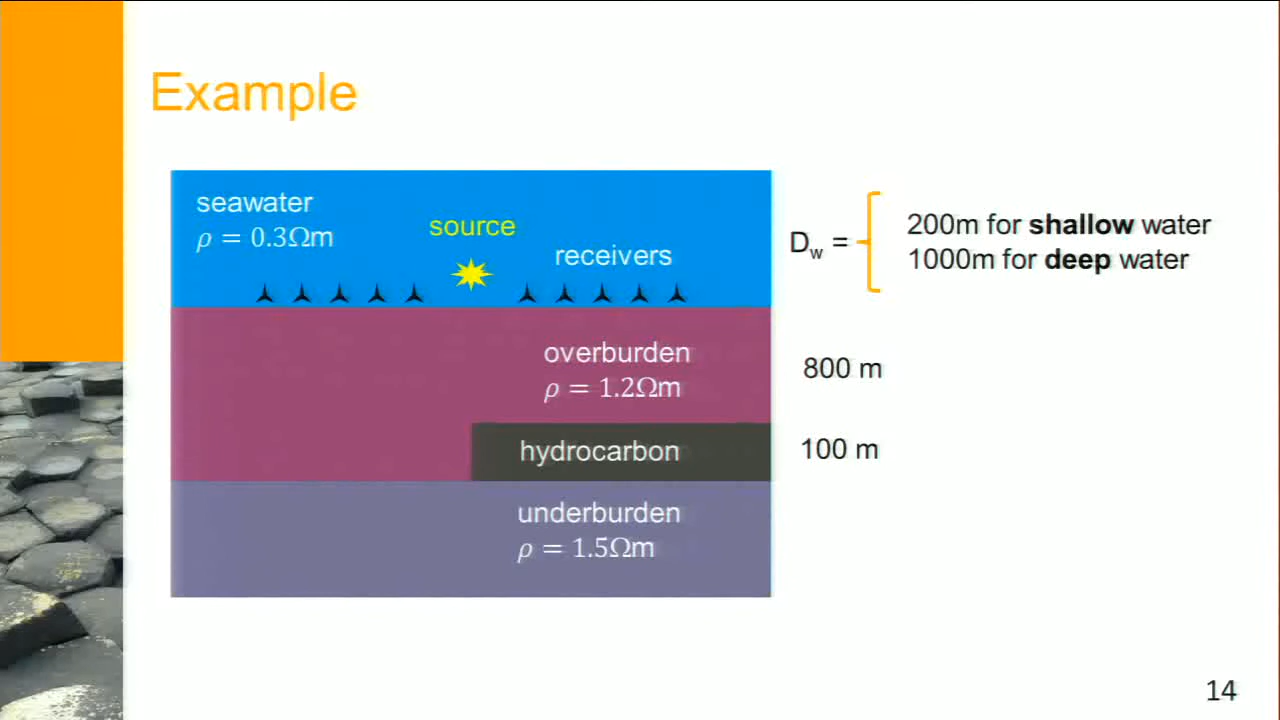 Example
seawater
ρ = 0.3Ωm
source
receivers
D_w =
200m for shallow water
1000m for deep water
overburden
ρ = 1.2Ωm
800 m
hydrocarbon
100 m
underburden
ρ = 1.5Ωm
14